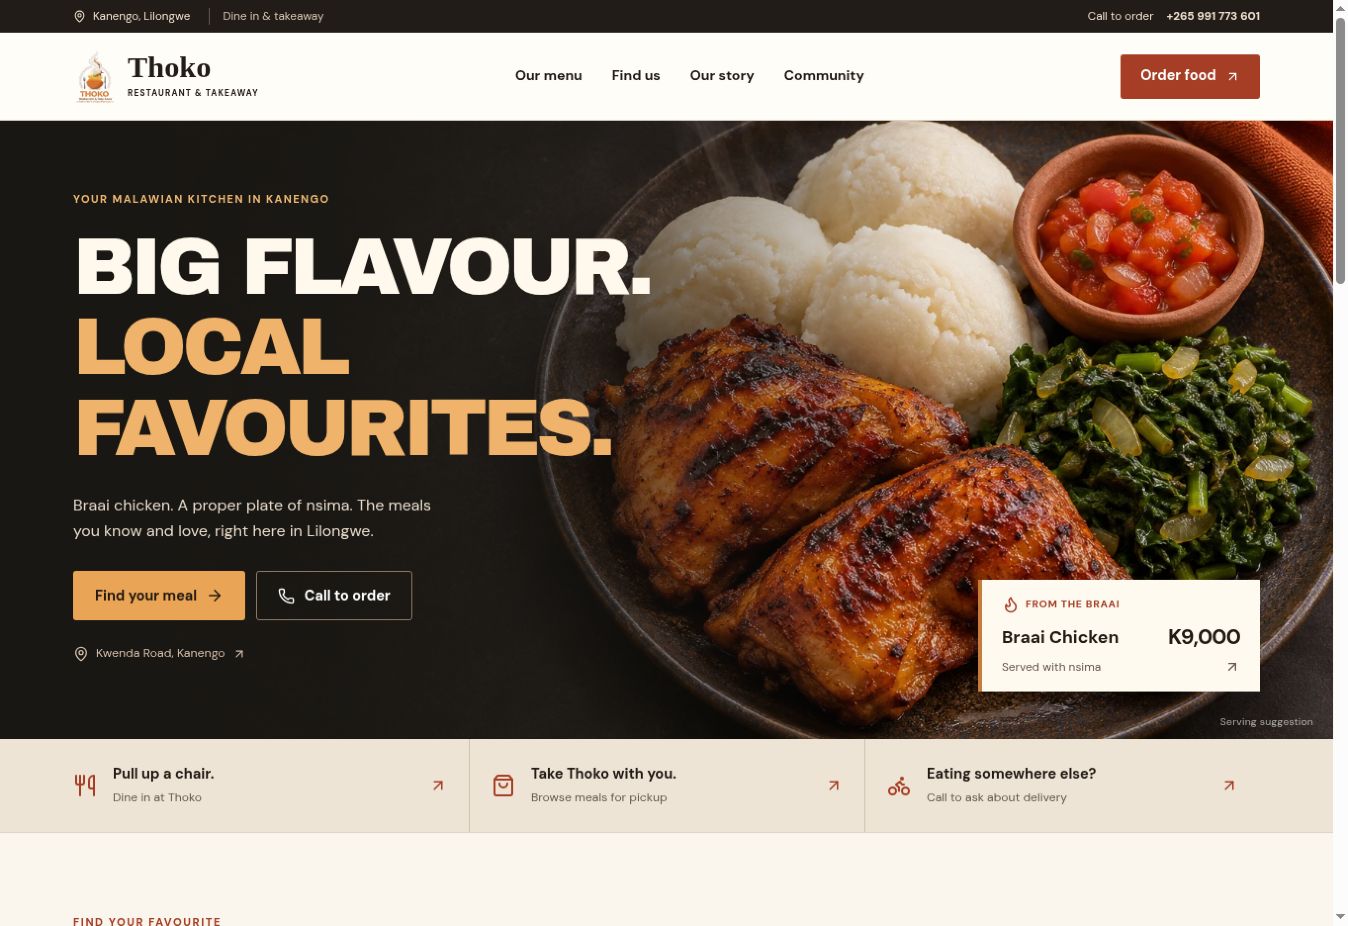 Kanengo, Lilongwe
Dine in & takeaway
Call to order
+265 991 773 601
THOKO
Thoko
RESTAURANT & TAKEAWAY
Our menu
Find us
Our story
Community
Order food
YOUR MALAWIAN KITCHEN IN KANENGO
BIG FLAVOUR.
LOCAL
FAVOURITES.
Braai chicken. A proper plate of nsima. The meals
you know and love, right here in Lilongwe.
Find your meal
Call to order
Kwenda Road, Kanengo
FROM THE BRAAI
Braai Chicken
K9,000
Served with nsima
Serving suggestion
Pull up a chair.
Dine in at Thoko
Take Thoko with you.
Browse meals for pickup
Eating somewhere else?
Call to ask about delivery
FIND YOUR FAVOURITE